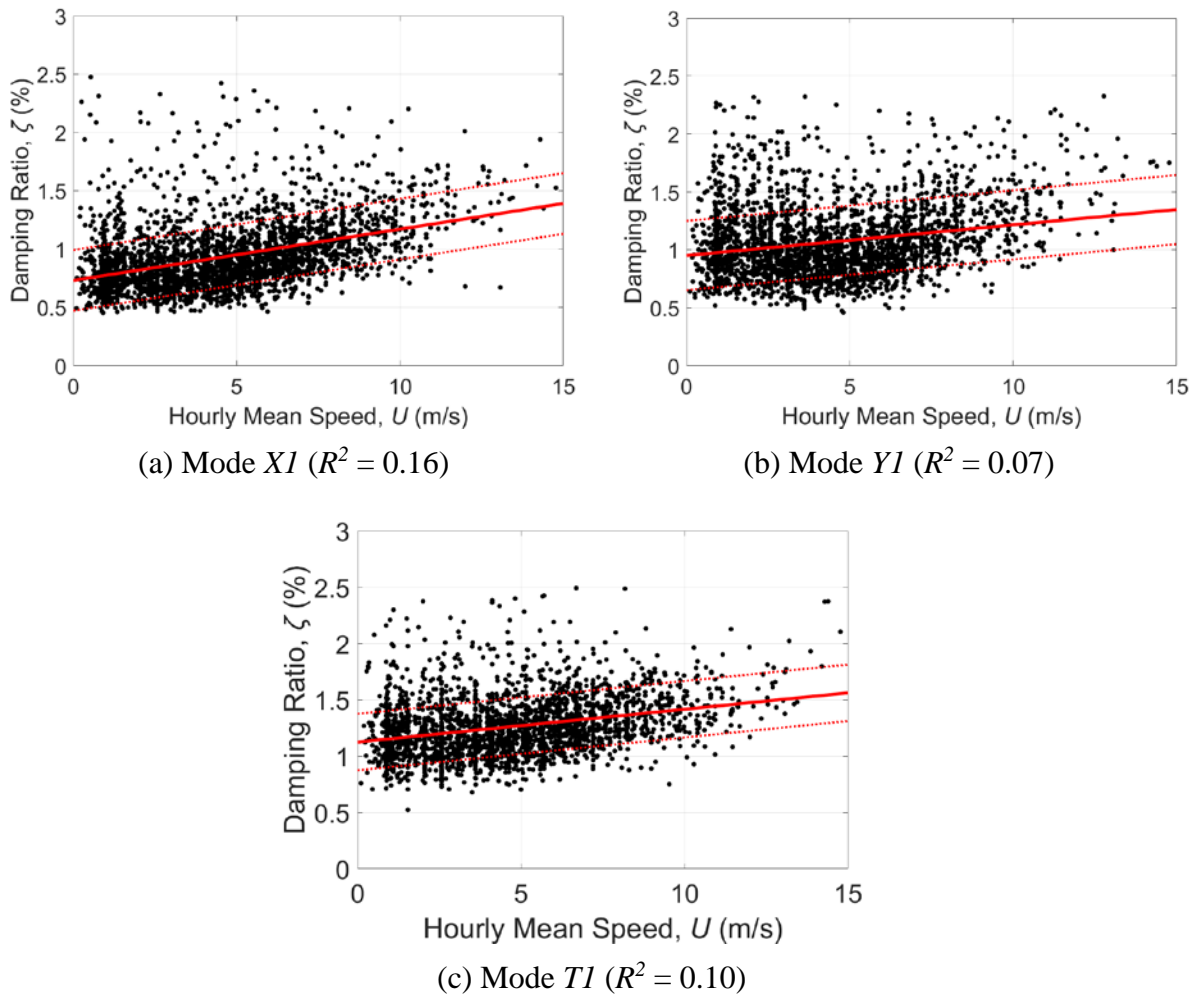 3
2.5
2
1.5
1
0.5
0
Damping Ratio, ζ (%)
0 5 10 15
Hourly Mean Speed, U (m/s)
(a) Mode X1 (R² = 0.16)
3
2.5
2
1.5
1
0.5
0
Damping Ratio, ζ (%)
0 5 10 15
Hourly Mean Speed, U (m/s)
(b) Mode Y1 (R² = 0.07)
3
2.5
2
1.5
1
0.5
0
Damping Ratio, ζ (%)
0 5 10 15
Hourly Mean Speed, U (m/s)
(c) Mode T1 (R² = 0.10)